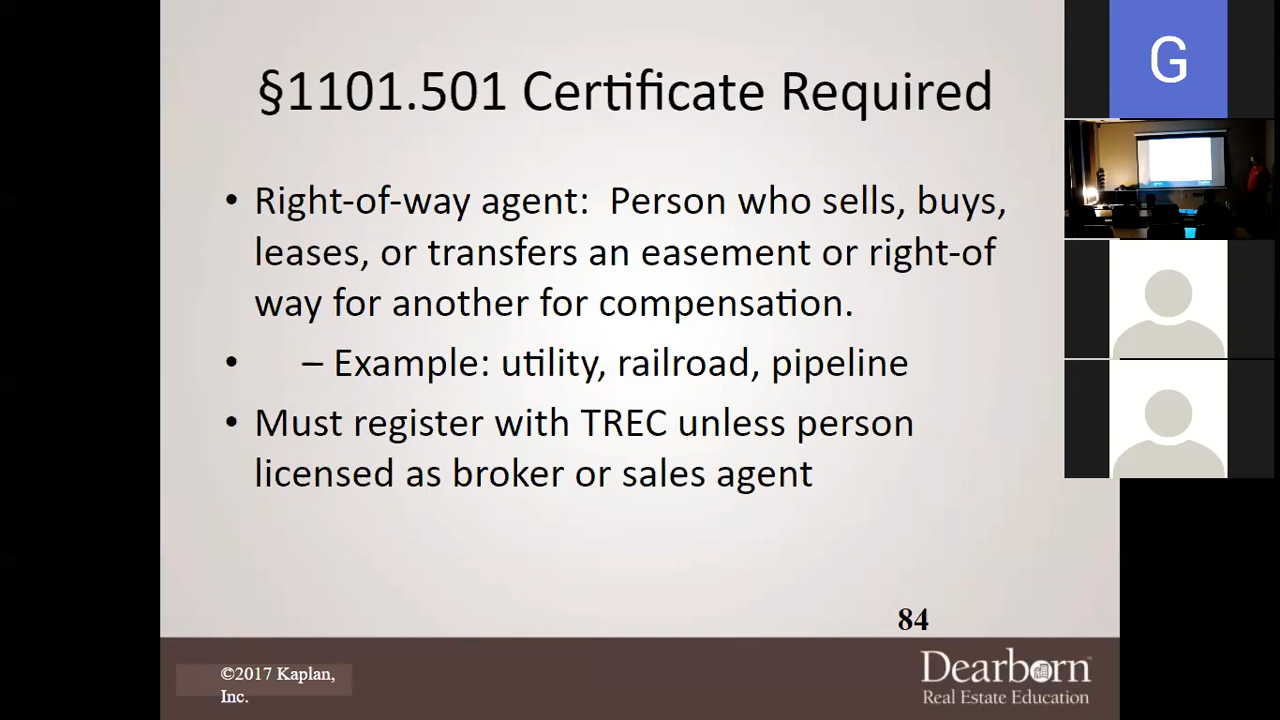 §1101.501 Certificate Required
• Right-of-way agent: Person who sells, buys,
leases, or transfers an easement or right-of
way for another for compensation.
• – Example: utility, railroad, pipeline
• Must register with TREC unless person
licensed as broker or sales agent
84
©2017 Kaplan,
Inc.
Dearborn
Real Estate Education
G